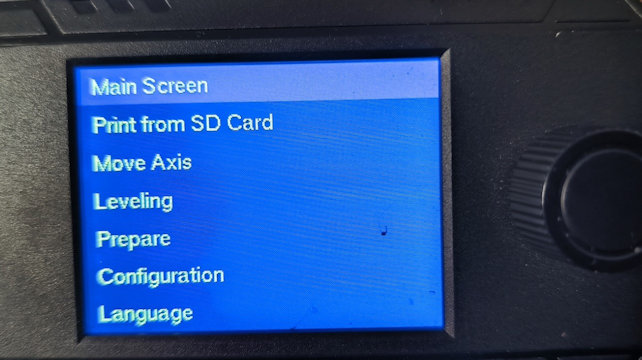 Main Screen
Print from SD Card
Move Axis
Leveling
Prepare
Configuration
Language